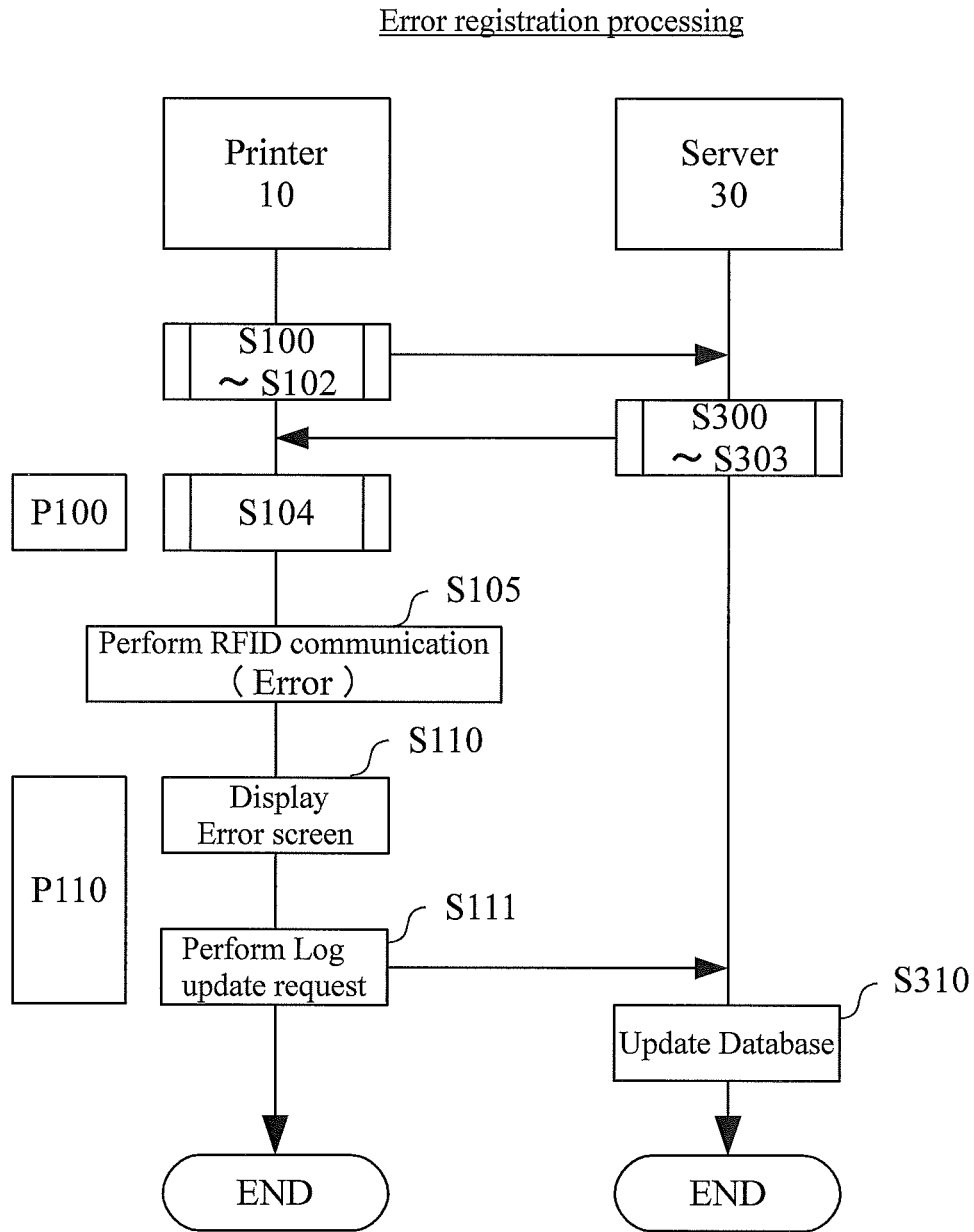 Error registration processing
Printer
10
Server
30
S100
～ S102
S300
～ S303
P100
S104
S105
Perform RFID communication
( Error )
S110
Display
Error screen
P110
S111
Perform Log
update request
S310
Update Database
END
END